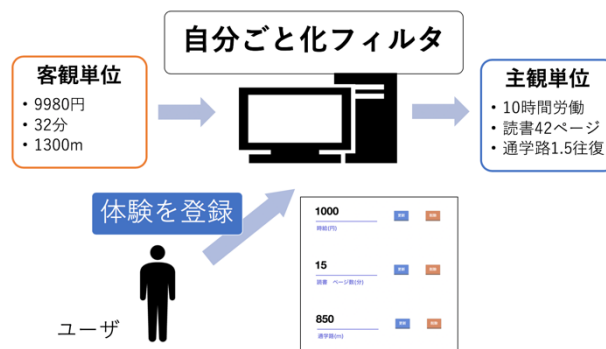 自分ごと化フィルタ
客観単位
• 9980円
• 32分
• 1300m
主観単位
• 10時間労働
• 読書42ページ
• 通学路1.5往復
体験を登録
ユーザ
1000
時給(円)
15
読書 ページ数(分)
850
通学路(m)